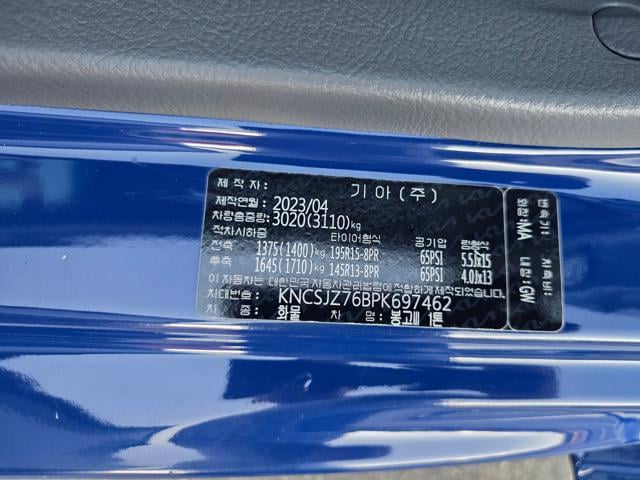 제 작 자 : 기 아 (주)
제작연월 : 2023/04
차량총중량: 3020(3110)kg
적차시하중 타이어형식 공기압 림형식
전축 1375(1400)kg 195R15-8PR 65PSI 5.5Jx15
후축 1645(1710)kg 145R13-8PR 65PSI 4.0Jx13
이 자동차는 대한민국 자동차관리법령에 적합하게 제작되었음.
차대번호 : KNCSJZ76BPK697462
차 종 : 화물 차 명 : 봉고Ⅲ 1톤
변속기:
외장:MA 내장:GW